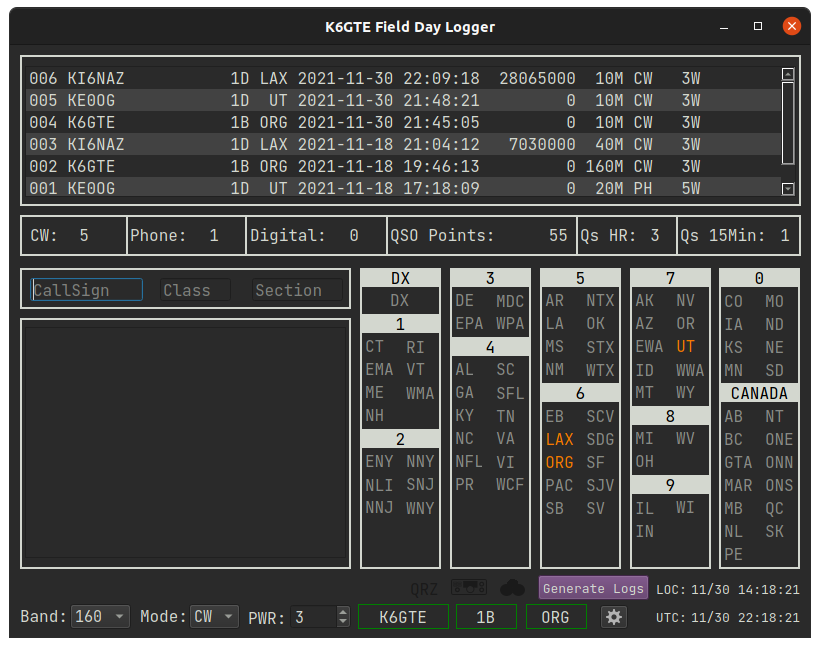 K6GTE Field Day Logger
006 KI6NAZ 1D LAX 2021-11-30 22:09:18 28065000 10M CW 3W
005 KE0OG 1D UT 2021-11-30 21:48:21 0 10M CW 3W
004 K6GTE 1B ORG 2021-11-30 21:45:05 0 10M CW 3W
003 KI6NAZ 1D LAX 2021-11-18 21:04:12 7030000 40M CW 3W
002 K6GTE 1B ORG 2021-11-18 19:46:13 0 160M CW 3W
001 KE0OG 1D UT 2021-11-18 17:18:09 0 20M PH 5W
CW: 5 Phone: 1 Digital: 0 QSO Points: 55 Qs HR: 3 Qs 15Min: 1
CallSign Class Section
DX
DX
1
CT RI
EMA VT
ME WMA
NH
2
ENY NNY
NLI SNJ
NNJ WNY
3
DE MDC
EPA WPA
4
AL SC
GA SFL
KY TN
NC VA
NFL VI
PR WCF
5
AR NTX
LA OK
MS STX
NM WTX
6
EB SCV
LAX SDG
ORG SF
PAC SJV
SB SV
7
AK NV
AZ OR
EWA UT
ID WWA
MT WY
8
MI WV
OH
9
IL WI
IN
0
CO MO
IA ND
KS NE
MN SD
CANADA
AB NT
BC ONE
GTA ONN
MAR ONS
MB QC
NL SK
PE
QRZ Generate Logs LOC: 11/30 14:18:21
Band: 160 Mode: CW PWR: 3 K6GTE 1B ORG UTC: 11/30 22:18:21